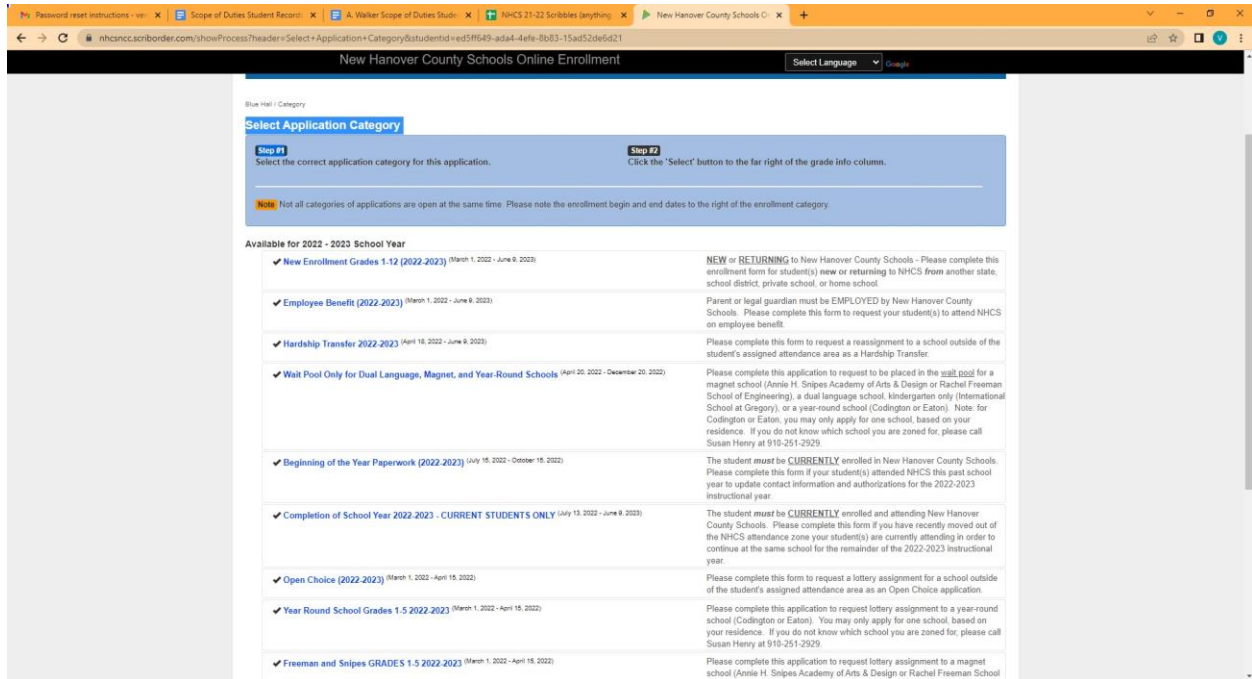 Password reset instructions - ver
Scope of Duties Student Records
A. Walker Scope of Duties Stude
NHCS 21-22 Scribbles (anything
New Hanover County Schools O
nhcsncc.scriborder.com/showProcess?header=Select+Application+Category&studentid=ed5ff649-ada4-4efe-8b83-15ad52de6d21
V
New Hanover County Schools Online Enrollment
Select Language
Google
Blue Hall / Category
Select Application Category
Step #1
Select the correct application category for this application.
Step #2
Click the 'Select' button to the far right of the grade info column.
Note Not all categories of applications are open at the same time. Please note the enrollment begin and end dates to the right of the enrollment category.
Available for 2022 - 2023 School Year
New Enrollment Grades 1-12 (2022-2023) (March 1, 2022 - June 9, 2023)
NEW or RETURNING to New Hanover County Schools - Please complete this
enrollment form for student(s) new or returning to NHCS from another state,
school district, private school, or home school.
Employee Benefit (2022-2023) (March 1, 2022 - June 9, 2023)
Parent or legal guardian must be EMPLOYED by New Hanover County
Schools. Please complete this form to request your student(s) to attend NHCS
on employee benefit.
Hardship Transfer 2022-2023 (April 18, 2022 - June 9, 2023)
Please complete this form to request a reassignment to a school outside of the
student's assigned attendance area as a Hardship Transfer.
Wait Pool Only for Dual Language, Magnet, and Year-Round Schools (April 20, 2022 - December 20, 2022)
Please complete this application to request to be placed in the wait pool for a
magnet school (Annie H. Snipes Academy of Arts & Design or Rachel Freeman
School of Engineering), a dual language school, kindergarten only (International
School at Gregory), or a year-round school (Codington or Eaton). Note: for
Codington or Eaton, you may only apply for one school, based on your
residence. If you do not know which school you are zoned for, please call
Susan Henry at 910-251-2929.
Beginning of the Year Paperwork (2022-2023) (July 15, 2022 - October 15, 2022)
The student must be CURRENTLY enrolled in New Hanover County Schools.
Please complete this form if your student(s) attended NHCS this past school
year to update contact information and authorizations for the 2022-2023
instructional year.
Completion of School Year 2022-2023 - CURRENT STUDENTS ONLY (July 13, 2022 - June 9, 2023)
The student must be CURRENTLY enrolled and attending New Hanover
County Schools. Please complete this form if you have recently moved out of
the NHCS attendance zone your student(s) are currently attending in order to
continue at the same school for the remainder of the 2022-2023 instructional
year.
Open Choice (2022-2023) (March 1, 2022 - April 15, 2022)
Please complete this form to request a lottery assignment for a school outside
of the student's assigned attendance area as an Open Choice application.
Year Round School Grades 1-5 2022-2023 (March 1, 2022 - April 15, 2022)
Please complete this application to request lottery assignment to a year-round
school (Codington or Eaton). You may only apply for one school, based on
your residence. If you do not know which school you are zoned for, please call
Susan Henry at 910-251-2929.
Freeman and Snipes GRADES 1-5 2022-2023 (March 1, 2022 - April 15, 2022)
Please complete this application to request lottery assignment to a magnet
school (Annie H. Snipes Academy of Arts & Design or Rachel Freeman School